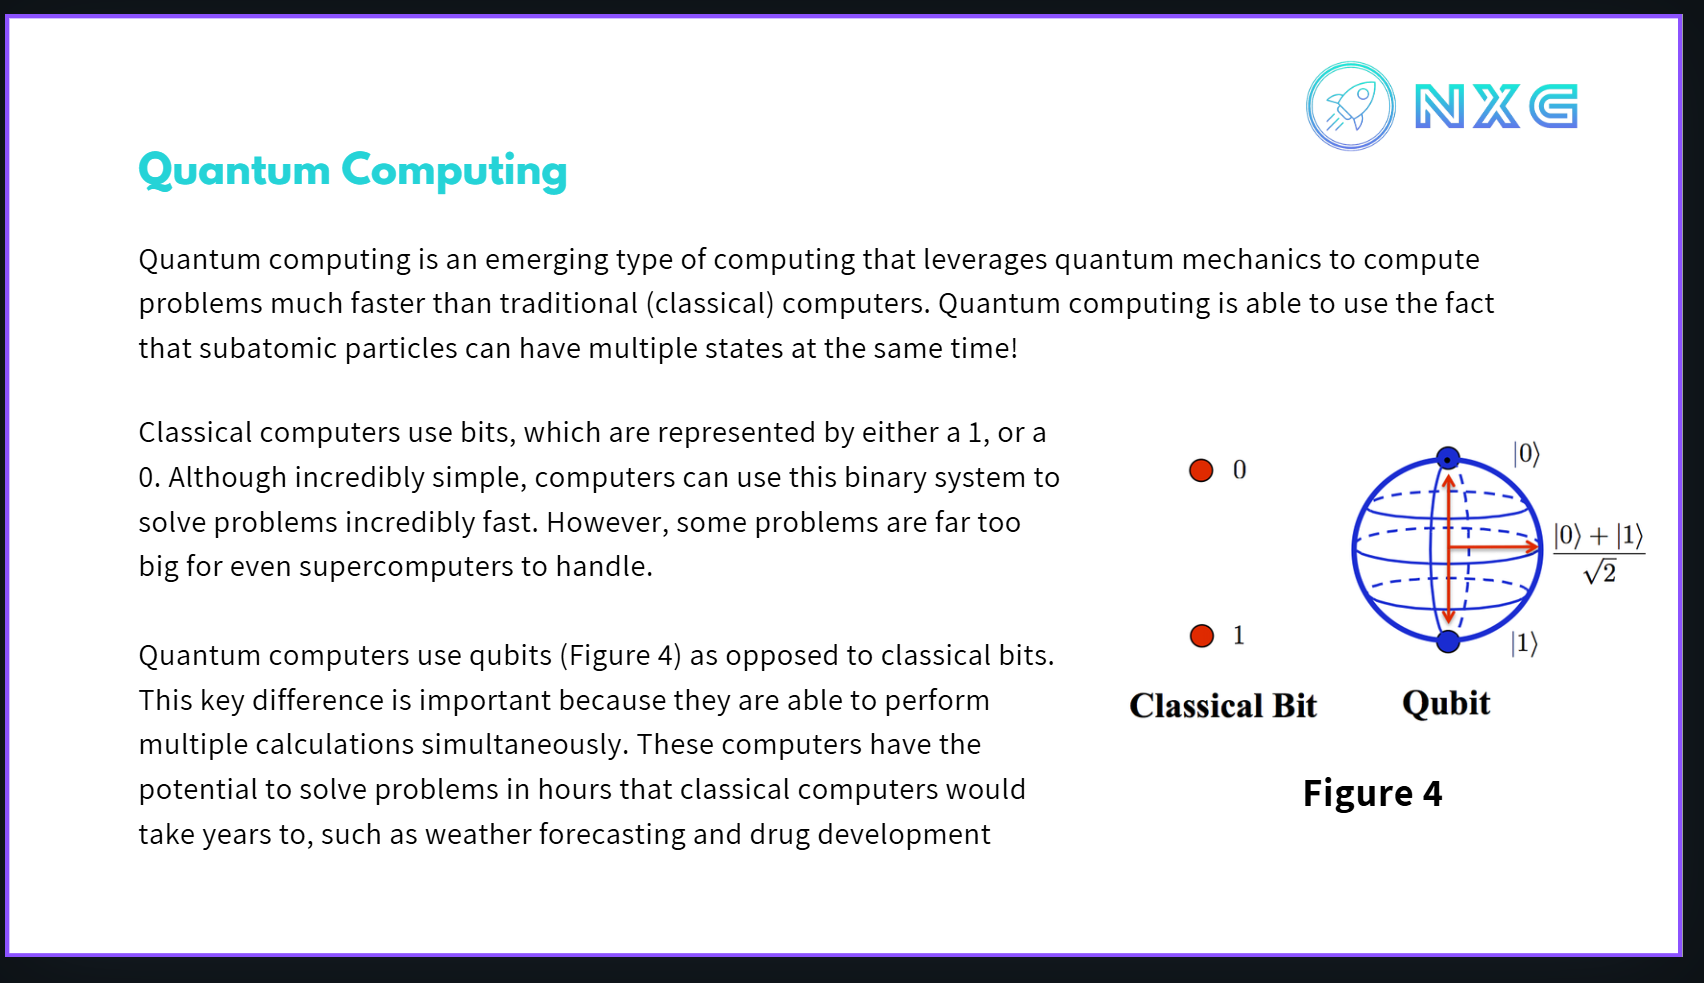 NXG
Quantum Computing
Quantum computing is an emerging type of computing that leverages quantum mechanics to compute
problems much faster than traditional (classical) computers. Quantum computing is able to use the fact
that subatomic particles can have multiple states at the same time!
Classical computers use bits, which are represented by either a 1, or a
0. Although incredibly simple, computers can use this binary system to
solve problems incredibly fast. However, some problems are far too
big for even supercomputers to handle.
Quantum computers use qubits (Figure 4) as opposed to classical bits.
This key difference is important because they are able to perform
multiple calculations simultaneously. These computers have the
potential to solve problems in hours that classical computers would
take years to, such as weather forecasting and drug development
0
1
Classical Bit
|0⟩
|0⟩ + |1⟩
√2
|1⟩
Qubit
Figure 4